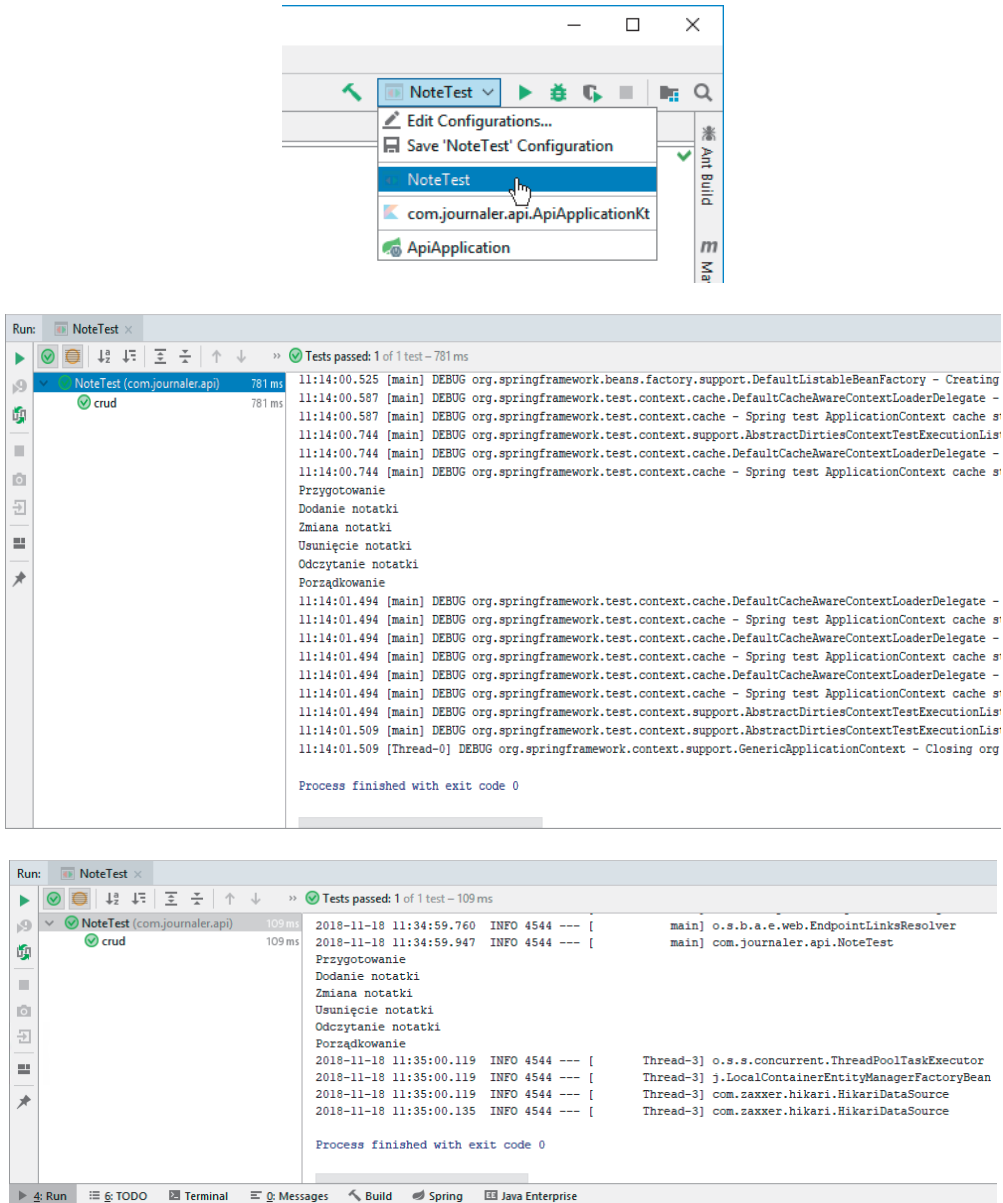 NoteTest
Edit Configurations...
Save 'NoteTest' Configuration
NoteTest
com.journaler.api.ApiApplicationKt
ApiApplication
Ant Build
m Ma
Run: NoteTest
Tests passed: 1 of 1 test – 781 ms
NoteTest (com.journaler.api) 781 ms
crud 781 ms
11:14:00.525 [main] DEBUG org.springframework.beans.factory.support.DefaultListableBeanFactory - Creating
11:14:00.587 [main] DEBUG org.springframework.test.context.cache.DefaultCacheAwareContextLoaderDelegate -
11:14:00.587 [main] DEBUG org.springframework.test.context.cache - Spring test ApplicationContext cache st
11:14:00.744 [main] DEBUG org.springframework.test.context.support.AbstractDirtiesContextTestExecutionList
11:14:00.744 [main] DEBUG org.springframework.test.context.cache.DefaultCacheAwareContextLoaderDelegate -
11:14:00.744 [main] DEBUG org.springframework.test.context.cache - Spring test ApplicationContext cache st
Przygotowanie
Dodanie notatki
Zmiana notatki
Usunięcie notatki
Odczytanie notatki
Porządkowanie
11:14:01.494 [main] DEBUG org.springframework.test.context.cache.DefaultCacheAwareContextLoaderDelegate -
11:14:01.494 [main] DEBUG org.springframework.test.context.cache - Spring test ApplicationContext cache st
11:14:01.494 [main] DEBUG org.springframework.test.context.cache.DefaultCacheAwareContextLoaderDelegate -
11:14:01.494 [main] DEBUG org.springframework.test.context.cache - Spring test ApplicationContext cache st
11:14:01.494 [main] DEBUG org.springframework.test.context.cache.DefaultCacheAwareContextLoaderDelegate -
11:14:01.494 [main] DEBUG org.springframework.test.context.cache - Spring test ApplicationContext cache st
11:14:01.494 [main] DEBUG org.springframework.test.context.support.AbstractDirtiesContextTestExecutionList
11:14:01.509 [main] DEBUG org.springframework.test.context.support.AbstractDirtiesContextTestExecutionList
11:14:01.509 [Thread-0] DEBUG org.springframework.context.support.GenericApplicationContext - Closing org
Process finished with exit code 0
Run: NoteTest
Tests passed: 1 of 1 test – 109 ms
NoteTest (com.journaler.api) 109 ms
crud 109 ms
2018-11-18 11:34:59.760 INFO 4544 --- [ main] o.s.b.a.e.web.EndpointLinksResolver
2018-11-18 11:34:59.947 INFO 4544 --- [ main] com.journaler.api.NoteTest
Przygotowanie
Dodanie notatki
Zmiana notatki
Usunięcie notatki
Odczytanie notatki
Porządkowanie
2018-11-18 11:35:00.119 INFO 4544 --- [ Thread-3] o.s.s.concurrent.ThreadPoolTaskExecutor
2018-11-18 11:35:00.119 INFO 4544 --- [ Thread-3] j.LocalContainerEntityManagerFactoryBean
2018-11-18 11:35:00.119 INFO 4544 --- [ Thread-3] com.zaxxer.hikari.HikariDataSource
2018-11-18 11:35:00.135 INFO 4544 --- [ Thread-3] com.zaxxer.hikari.HikariDataSource
Process finished with exit code 0
4: Run 6: TODO Terminal 0: Messages Build Spring Java Enterprise